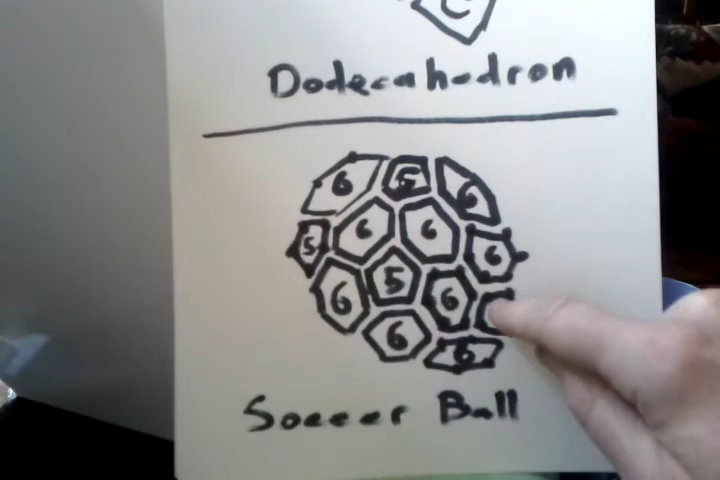 C
Dodecahedron
6 5 6
5 6 6 6
6 5 6
6 6
Soccer Ball